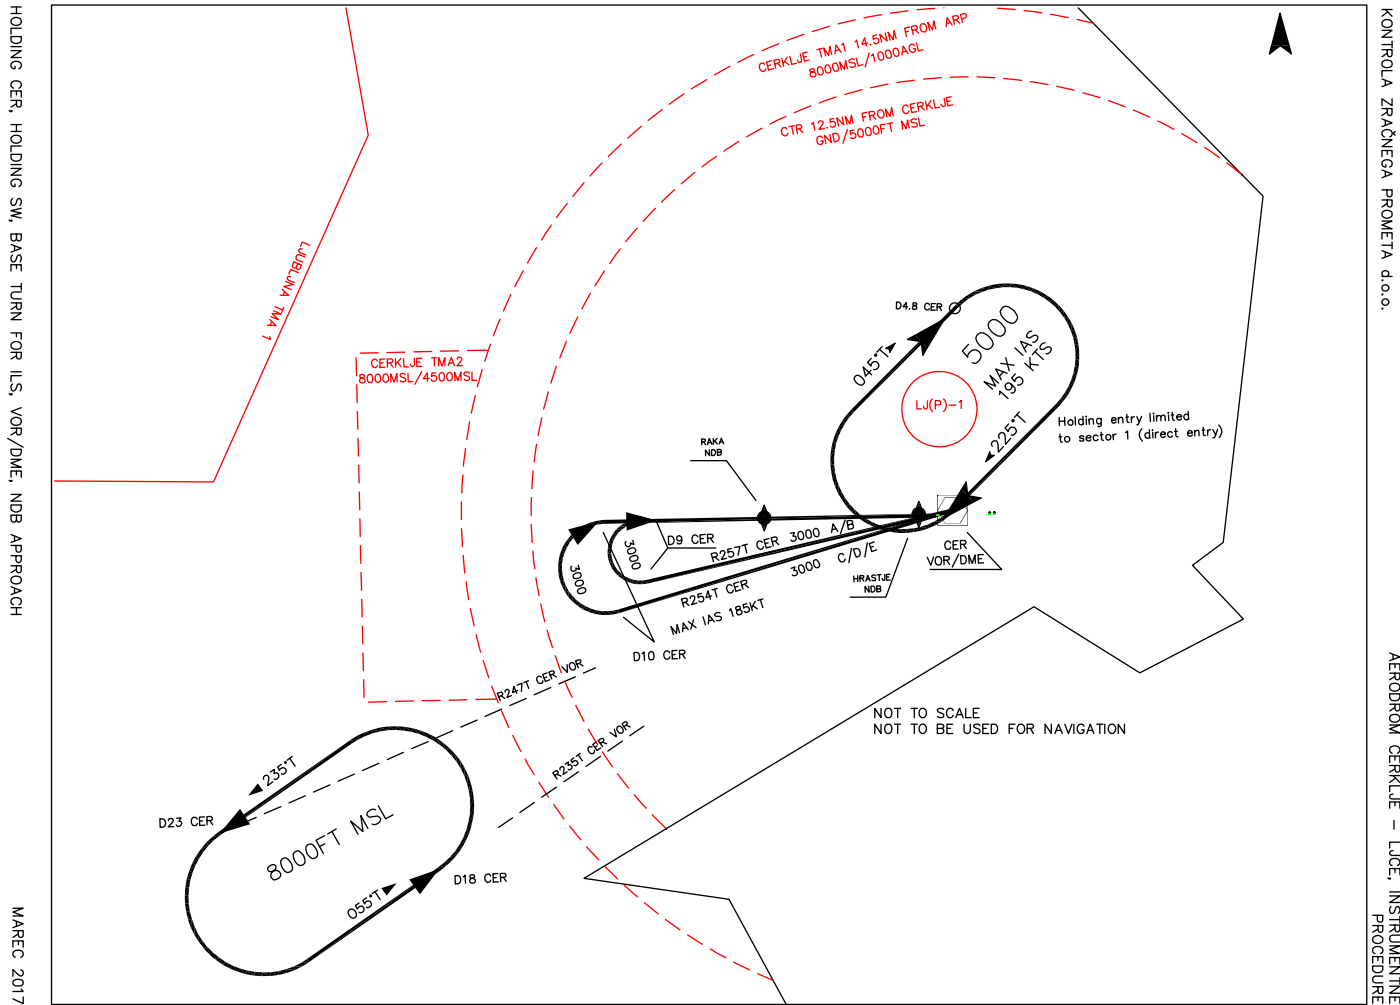 HOLDING CER, HOLDING SW, BASE TURN FOR ILS, VOR/DME, NDB APPROACH
MAREC 2017
KONTROLA ZRAČNEGA PROMETA d.o.o.
AERODROM CERKLJE – LJCE, INSTRUMENTNE
PROCEDURE
CERKLJE TMA1 14.5NM FROM ARP
8000MSL/1000AGL
CTR 12.5NM FROM CERKLJE
GND/5000FT MSL
LJUBLJNA TMA 1
CERKLJE TMA2
8000MSL/4500MSL
D4.8 CER
5000
MAX IAS
195 KTS
045°T
LJ(P)-1
225°T
Holding entry limited
to sector 1 (direct entry)
RAKA
NDB
D9 CER
3000
3000
R257T CER 3000 A/B
R254T CER 3000 C/D/E
MAX IAS 185KT
HRASTJE
NDB
CER
VOR/DME
D10 CER
R247T CER VOR
R235T CER VOR
NOT TO SCALE
NOT TO BE USED FOR NAVIGATION
235°T
D23 CER
8000FT MSL
055°T
D18 CER